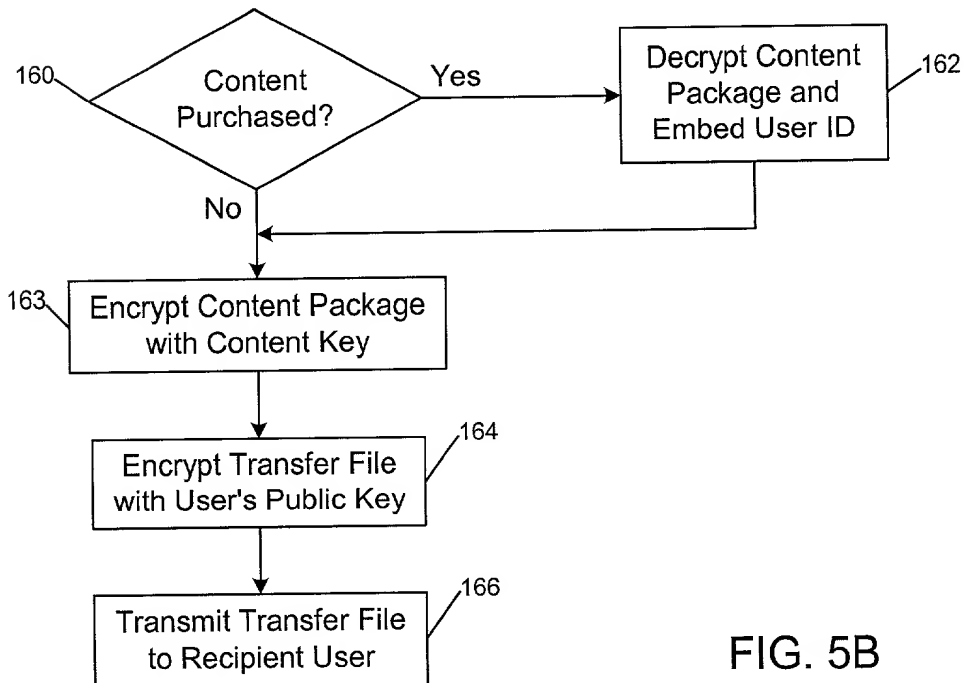 160
Content
Purchased?
Yes
Decrypt Content
Package and
Embed User ID
162
No
163
Encrypt Content Package
with Content Key
164
Encrypt Transfer File
with User's Public Key
166
Transmit Transfer File
to Recipient User
FIG. 5B